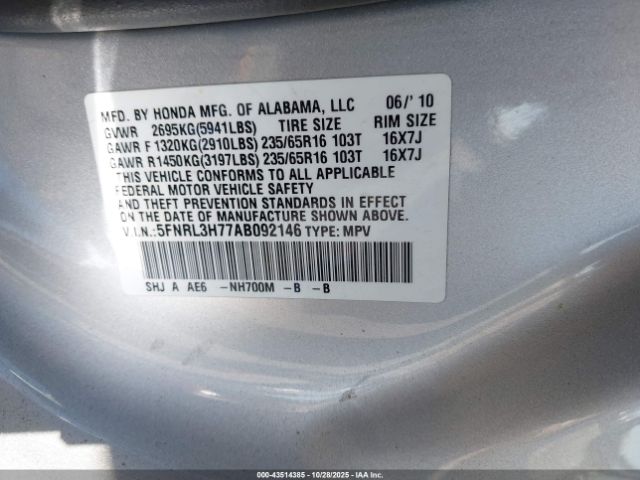 MFD. BY HONDA MFG. OF ALABAMA, LLC 06/'10
GVWR 2695KG(5941LBS) TIRE SIZE RIM SIZE
GAWR F 1320KG(2910LBS) 235/65R16 103T 16X7J
GAWR R1450KG(3197LBS) 235/65R16 103T 16X7J
THIS VEHICLE CONFORMS TO ALL APPLICABLE
FEDERAL MOTOR VEHICLE SAFETY
AND THEFT PREVENTION STANDARDS IN EFFECT
ON THE DATE OF MANUFACTURE SHOWN ABOVE.
V.I.N.:5FNRL3H77AB092146 TYPE: MPV
SHJ A AE6 -NH700M -B -B
000-43514385 10/28/2025 (IAAI.COM)